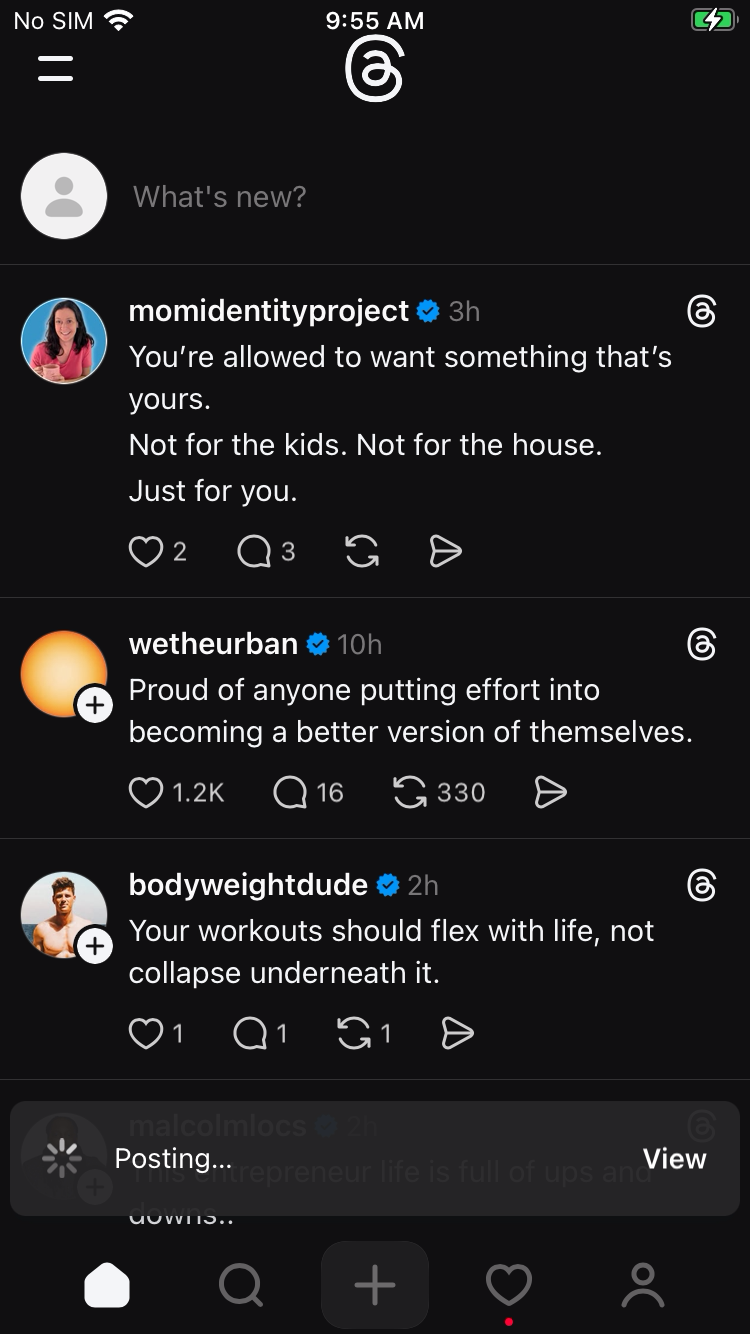 No SIM 9:55 AM
What's new?
momidentityproject 3h
You’re allowed to want something that’s
yours.
Not for the kids. Not for the house.
Just for you.
2 3
wetheurban 10h
Proud of anyone putting effort into
becoming a better version of themselves.
1.2K 16 330
bodyweightdude 2h
Your workouts should flex with life, not
collapse underneath it.
1 1 1
malcolmlocs 2h
Posting... View
This entrepreneur life is full of ups and
downs..